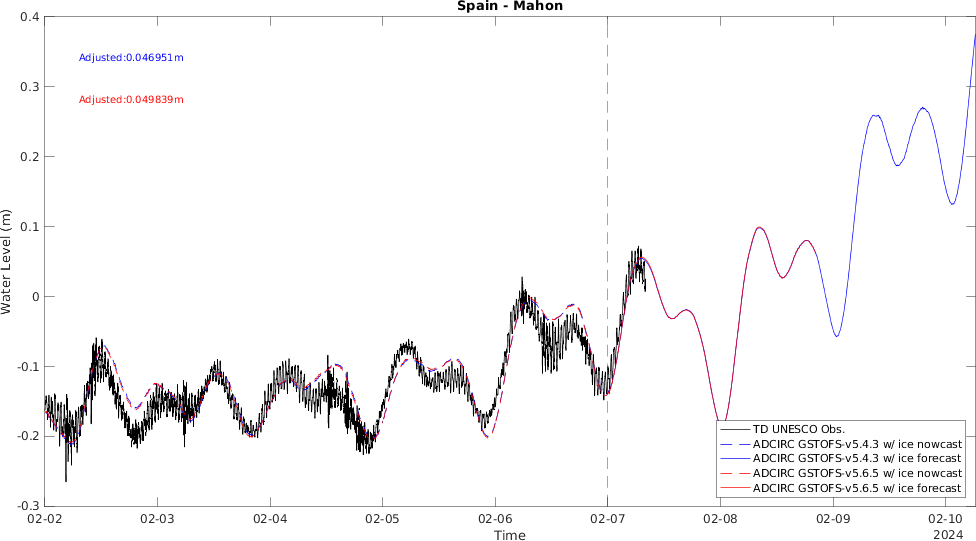 Spain - Mahon
0.4
0.3
0.2
0.1
0
-0.1
-0.2
-0.3
Water Level (m)
Adjusted:0.046951m
Adjusted:0.049839m
TD UNESCO Obs.
ADCIRC GSTOFS-v5.4.3 w/ ice nowcast
ADCIRC GSTOFS-v5.4.3 w/ ice forecast
ADCIRC GSTOFS-v5.6.5 w/ ice nowcast
ADCIRC GSTOFS-v5.6.5 w/ ice forecast
02-02 02-03 02-04 02-05 02-06 02-07 02-08 02-09 02-10
Time
2024